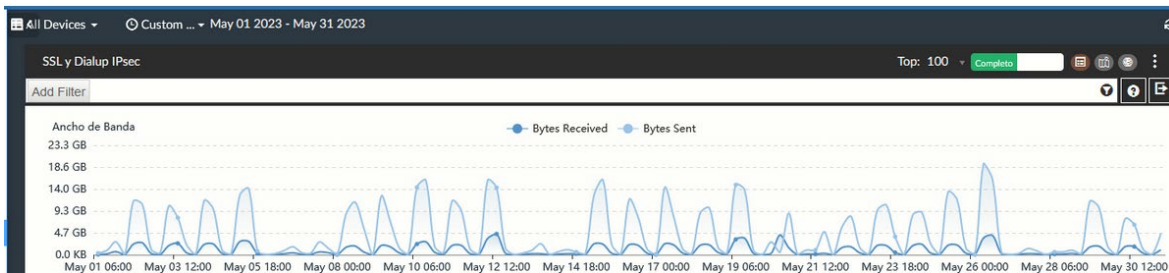 All Devices Custom ... May 01 2023 - May 31 2023
SSL y Dialup IPsec Top: 100 Completo
Add Filter
Ancho de Banda Bytes Received Bytes Sent
23.3 GB
18.6 GB
14.0 GB
9.3 GB
4.7 GB
0.0 KB
May 01 06:00 May 03 12:00 May 05 18:00 May 08 00:00 May 10 06:00 May 12 12:00 May 14 18:00 May 17 00:00 May 19 06:00 May 21 12:00 May 23 18:00 May 26 00:00 May 28 06:00 May 30 12:00